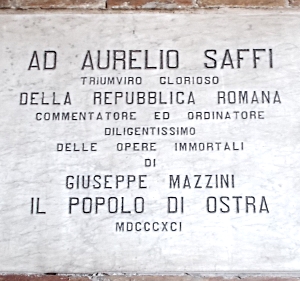 AD AURELIO SAFFI
TRIUMVIRO GLORIOSO
DELLA REPUBBLICA ROMANA
COMMENTATORE ED ORDINATORE
DILIGENTISSIMO
DELLE OPERE IMMORTALI
DI
GIUSEPPE MAZZINI
IL POPOLO DI OSTRA
MDCCCXCI